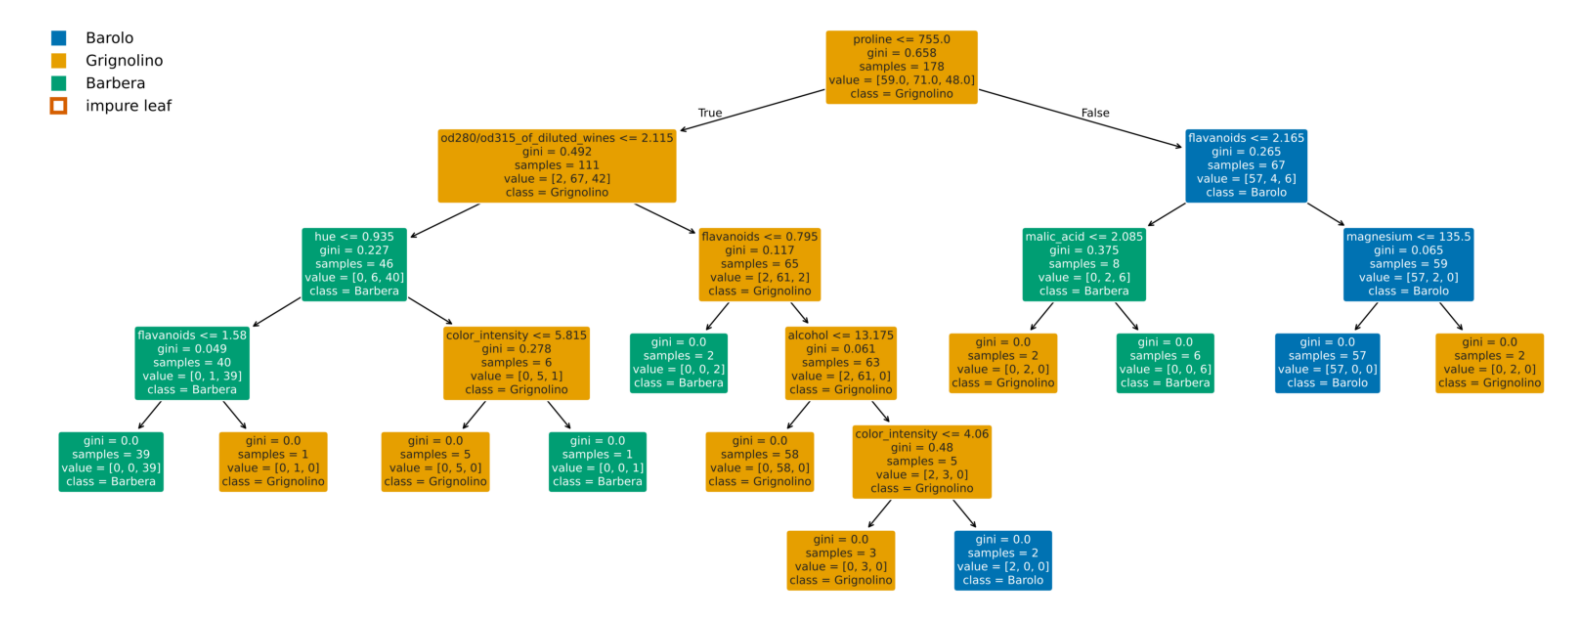 Barolo
Grignolino
Barbera
impure leaf
proline <= 755.0
gini = 0.658
samples = 178
value = [59.0, 71.0, 48.0]
class = Grignolino
True
False
od280/od315_of_diluted_wines <= 2.115
gini = 0.492
samples = 111
value = [2, 67, 42]
class = Grignolino
flavanoids <= 2.165
gini = 0.265
samples = 67
value = [57, 4, 6]
class = Barolo
hue <= 0.935
gini = 0.227
samples = 46
value = [0, 6, 40]
class = Barbera
flavanoids <= 0.795
gini = 0.117
samples = 65
value = [2, 61, 2]
class = Grignolino
malic_acid <= 2.085
gini = 0.375
samples = 8
value = [0, 2, 6]
class = Barbera
magnesium <= 135.5
gini = 0.065
samples = 59
value = [57, 2, 0]
class = Barolo
flavanoids <= 1.58
gini = 0.049
samples = 40
value = [0, 1, 39]
class = Barbera
color_intensity <= 5.815
gini = 0.278
samples = 6
value = [0, 5, 1]
class = Grignolino
gini = 0.0
samples = 2
value = [0, 0, 2]
class = Barbera
alcohol <= 13.175
gini = 0.061
samples = 63
value = [2, 61, 0]
class = Grignolino
gini = 0.0
samples = 2
value = [0, 2, 0]
class = Grignolino
gini = 0.0
samples = 6
value = [0, 0, 6]
class = Barbera
gini = 0.0
samples = 57
value = [57, 0, 0]
class = Barolo
gini = 0.0
samples = 2
value = [0, 2, 0]
class = Grignolino
gini = 0.0
samples = 39
value = [0, 0, 39]
class = Barbera
gini = 0.0
samples = 1
value = [0, 1, 0]
class = Grignolino
gini = 0.0
samples = 5
value = [0, 5, 0]
class = Grignolino
gini = 0.0
samples = 1
value = [0, 0, 1]
class = Barbera
gini = 0.0
samples = 58
value = [0, 58, 0]
class = Grignolino
color_intensity <= 4.06
gini = 0.48
samples = 5
value = [2, 3, 0]
class = Grignolino
gini = 0.0
samples = 3
value = [0, 3, 0]
class = Grignolino
gini = 0.0
samples = 2
value = [2, 0, 0]
class = Barolo